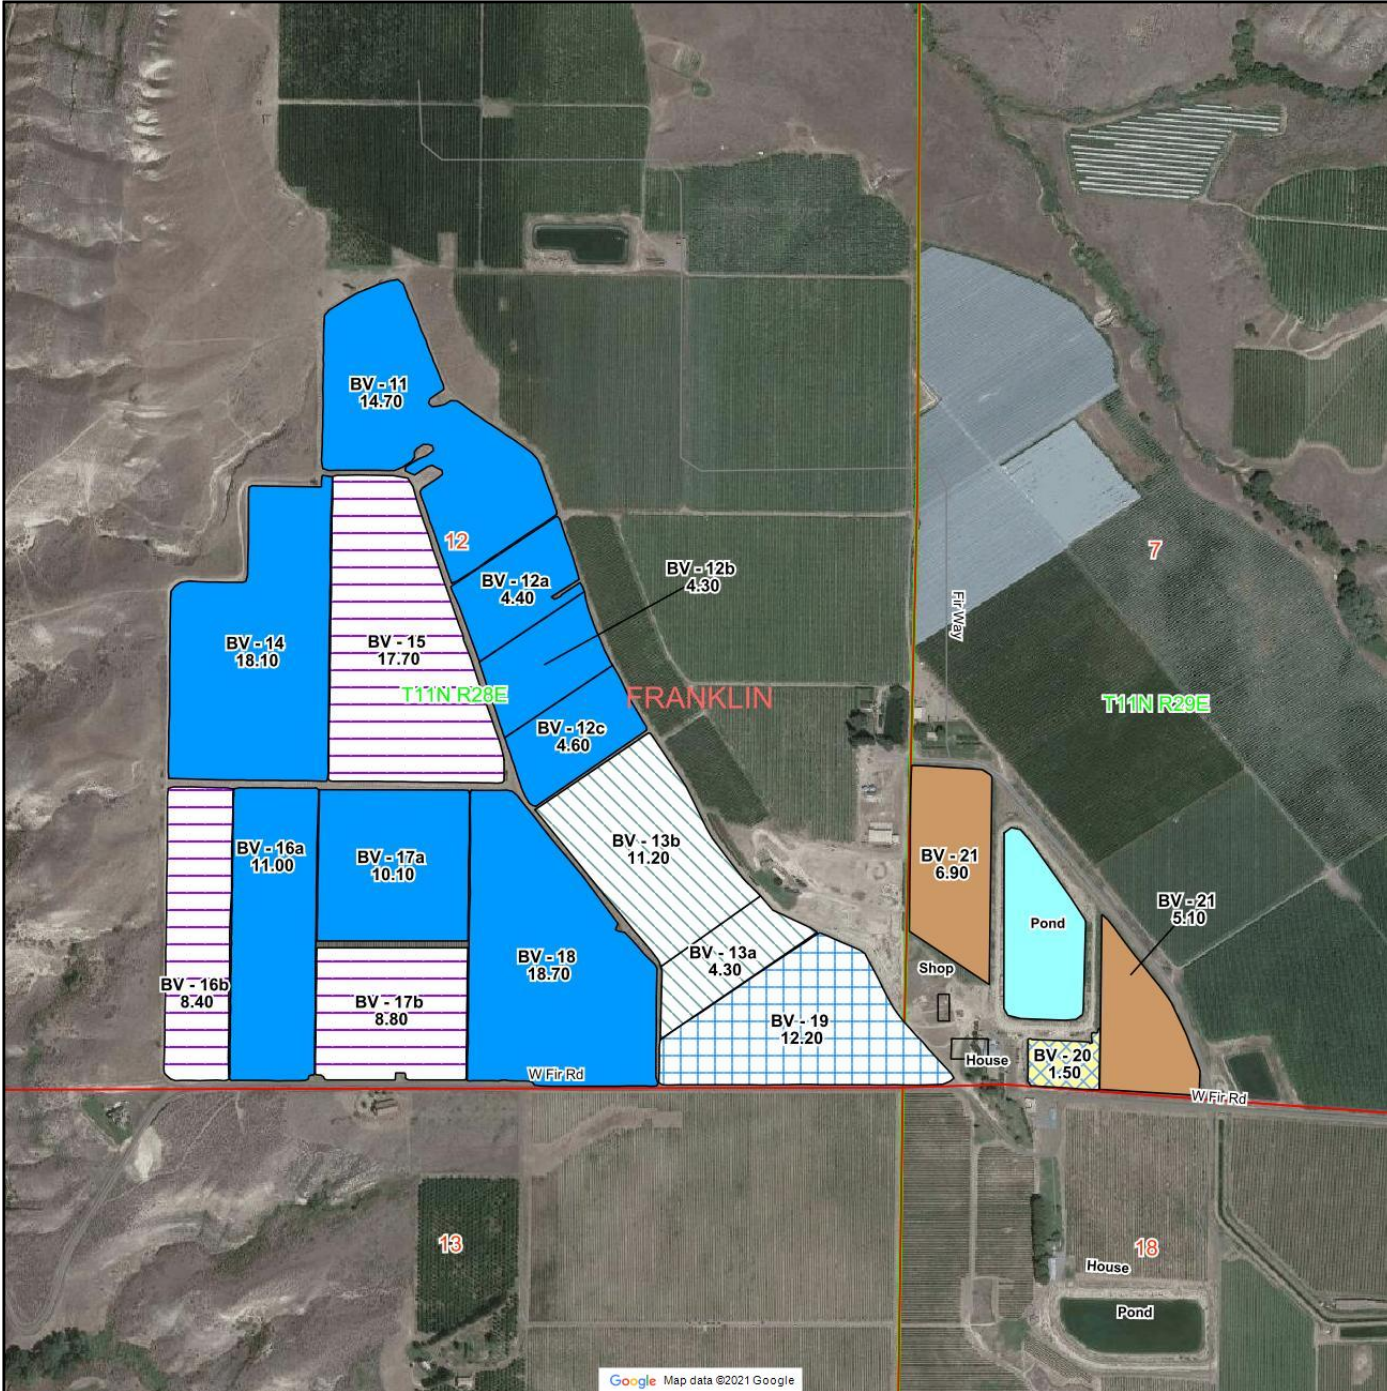 BV - 11
14.70
12
BV - 12a
4.40
BV - 12b
4.30
7
Fir Way
BV - 14
18.10
BV - 15
17.70
T11N R28E
FRANKLIN
T11N R29E
BV - 12c
4.60
BV - 16a
11.00
BV - 17a
10.10
BV - 13b
11.20
BV - 21
6.90
BV - 21
5.10
Pond
BV - 18
18.70
BV - 13a
4.30
Shop
BV - 16b
8.40
BV - 17b
8.80
BV - 19
12.20
House
BV - 20
1.50
W Fir Rd
W Fir Rd
13
18
House
Pond
Google Map data ©2021 Google